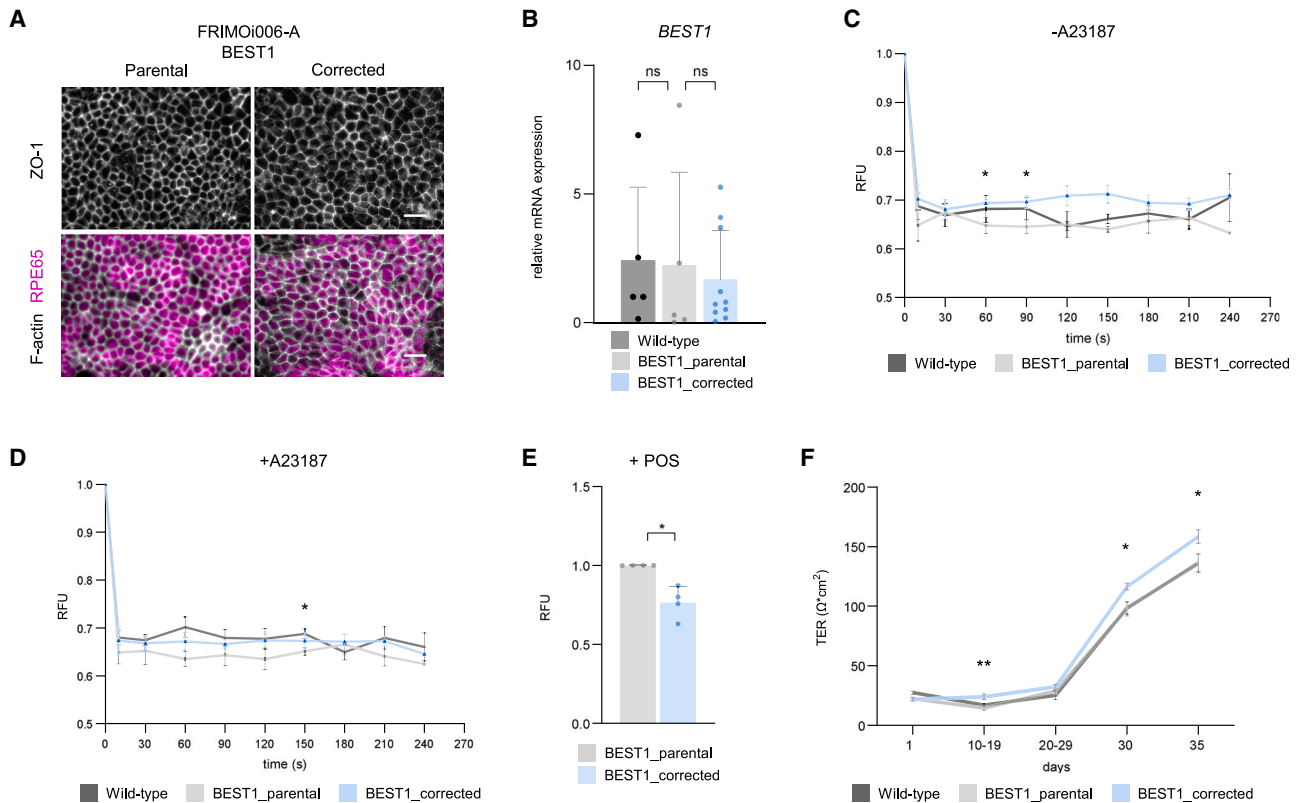 A
FRIMOi006-A
BEST1
Parental
Corrected
ZO-1
F-actin RPE65
B
BEST1
ns
ns
10
5
0
relative mRNA expression
Wild-type
BEST1_parental
BEST1_corrected
C
-A23187
1.0
0.9
0.8
0.7
0.6
0.5
RFU
* *
0 30 60 90 120 150 180 210 240 270
time (s)
Wild-type BEST1_parental BEST1_corrected
D
+A23187
1.0
0.9
0.8
0.7
0.6
0.5
RFU
*
0 30 60 90 120 150 180 210 240 270
time (s)
Wild-type BEST1_parental BEST1_corrected
E
+ POS
1.5
1.0
0.5
0.0
RFU
*
BEST1_parental
BEST1_corrected
F
200
150
100
50
0
TER (Ω*cm²)
**
*
*
1 10-19 20-29 30 35
days
Wild-type BEST1_parental BEST1_corrected